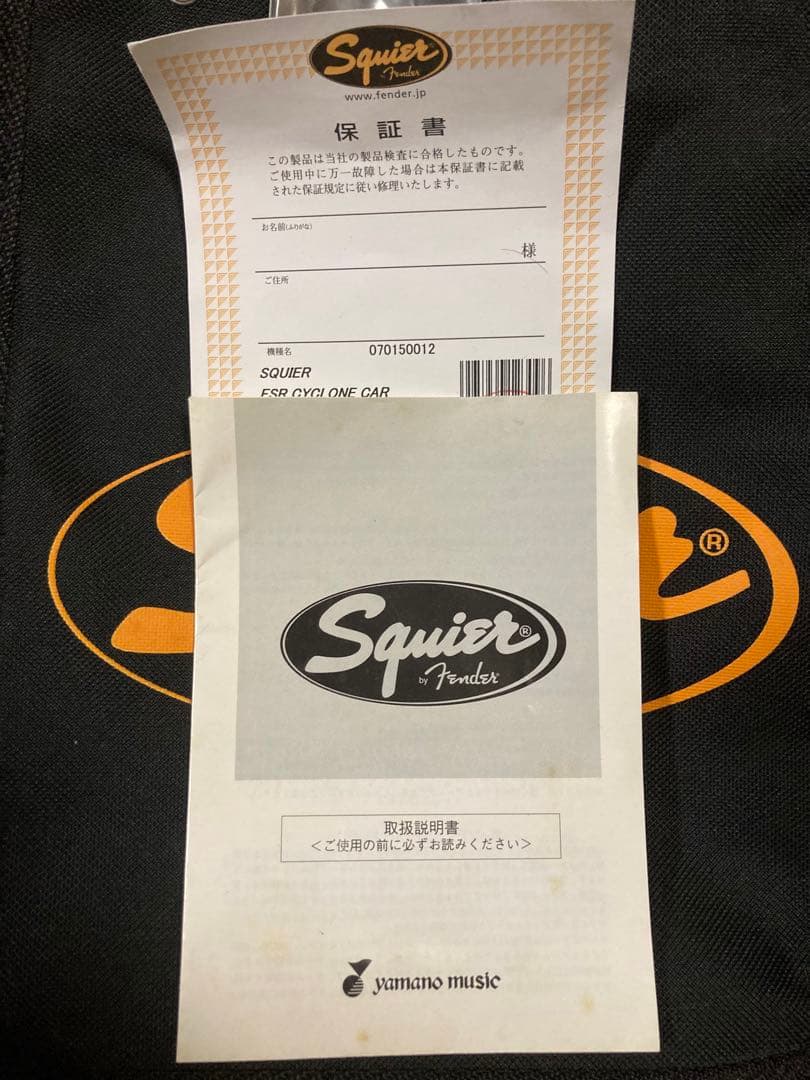 Squier
by Fender
www.fender.jp
保証書
この製品は当社の製品検査に合格したものです。
ご使用中に万一故障した場合は本保証書に記載
された保証規定に従い修理いたします。
お名前(ふりがな)
様
ご住所
機種名 070150012
SQUIER
FSR CYCLONE CAR
®
Squier®
by Fender
取扱説明書
<ご使用の前に必ずお読みください>
yamano music